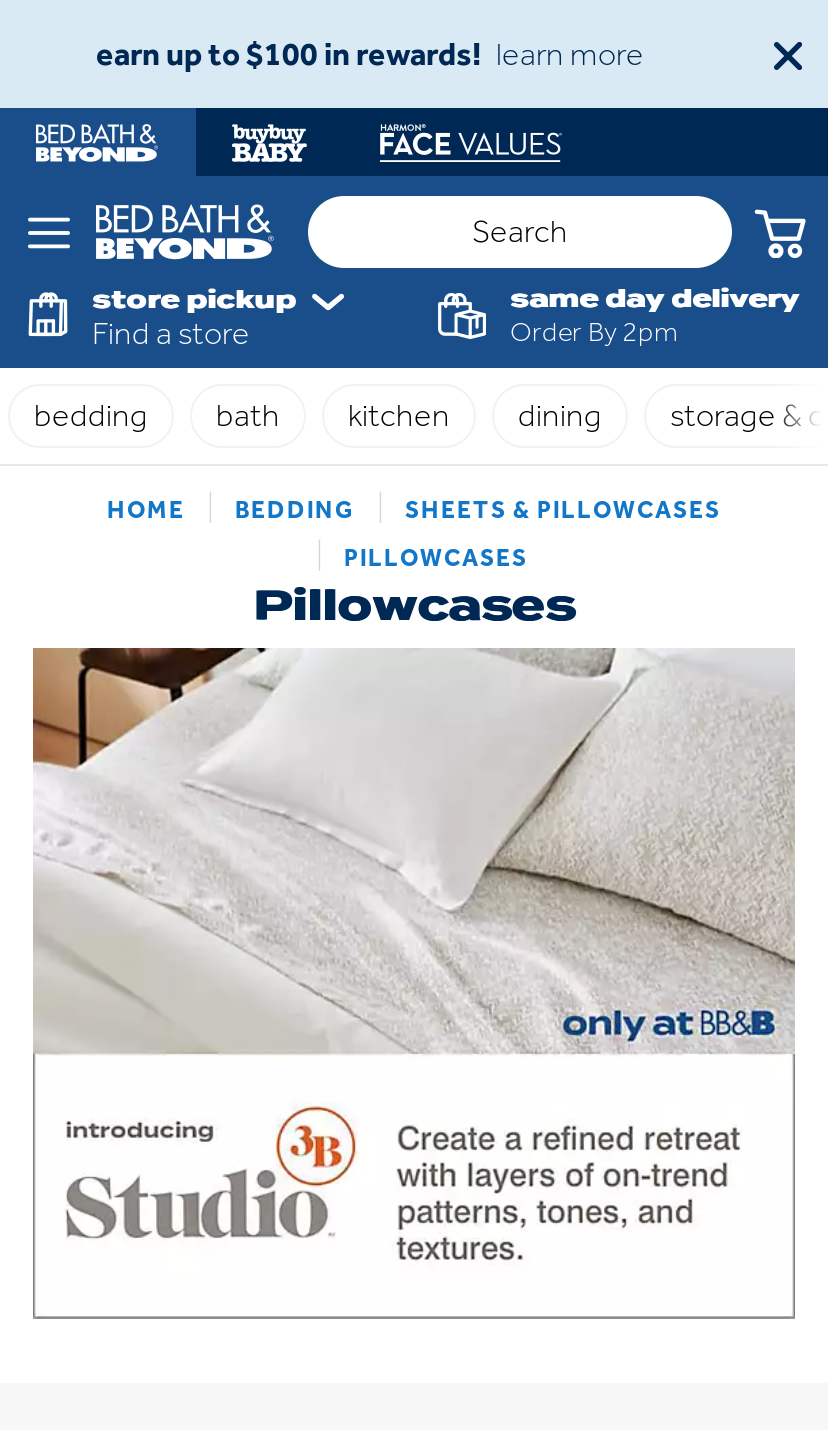 earn up to $100 in rewards! learn more
BED BATH & BEYOND®
buybuy BABY
HARMON® FACE VALUES
BED BATH & BEYOND®
Search
store pickup
Find a store
same day delivery
Order By 2pm
bedding bath kitchen dining storage &
HOME BEDDING SHEETS & PILLOWCASES
PILLOWCASES
Pillowcases
only at BB&B
introducing
3B
Studio
Create a refined retreat
with layers of on-trend
patterns, tones, and
textures.